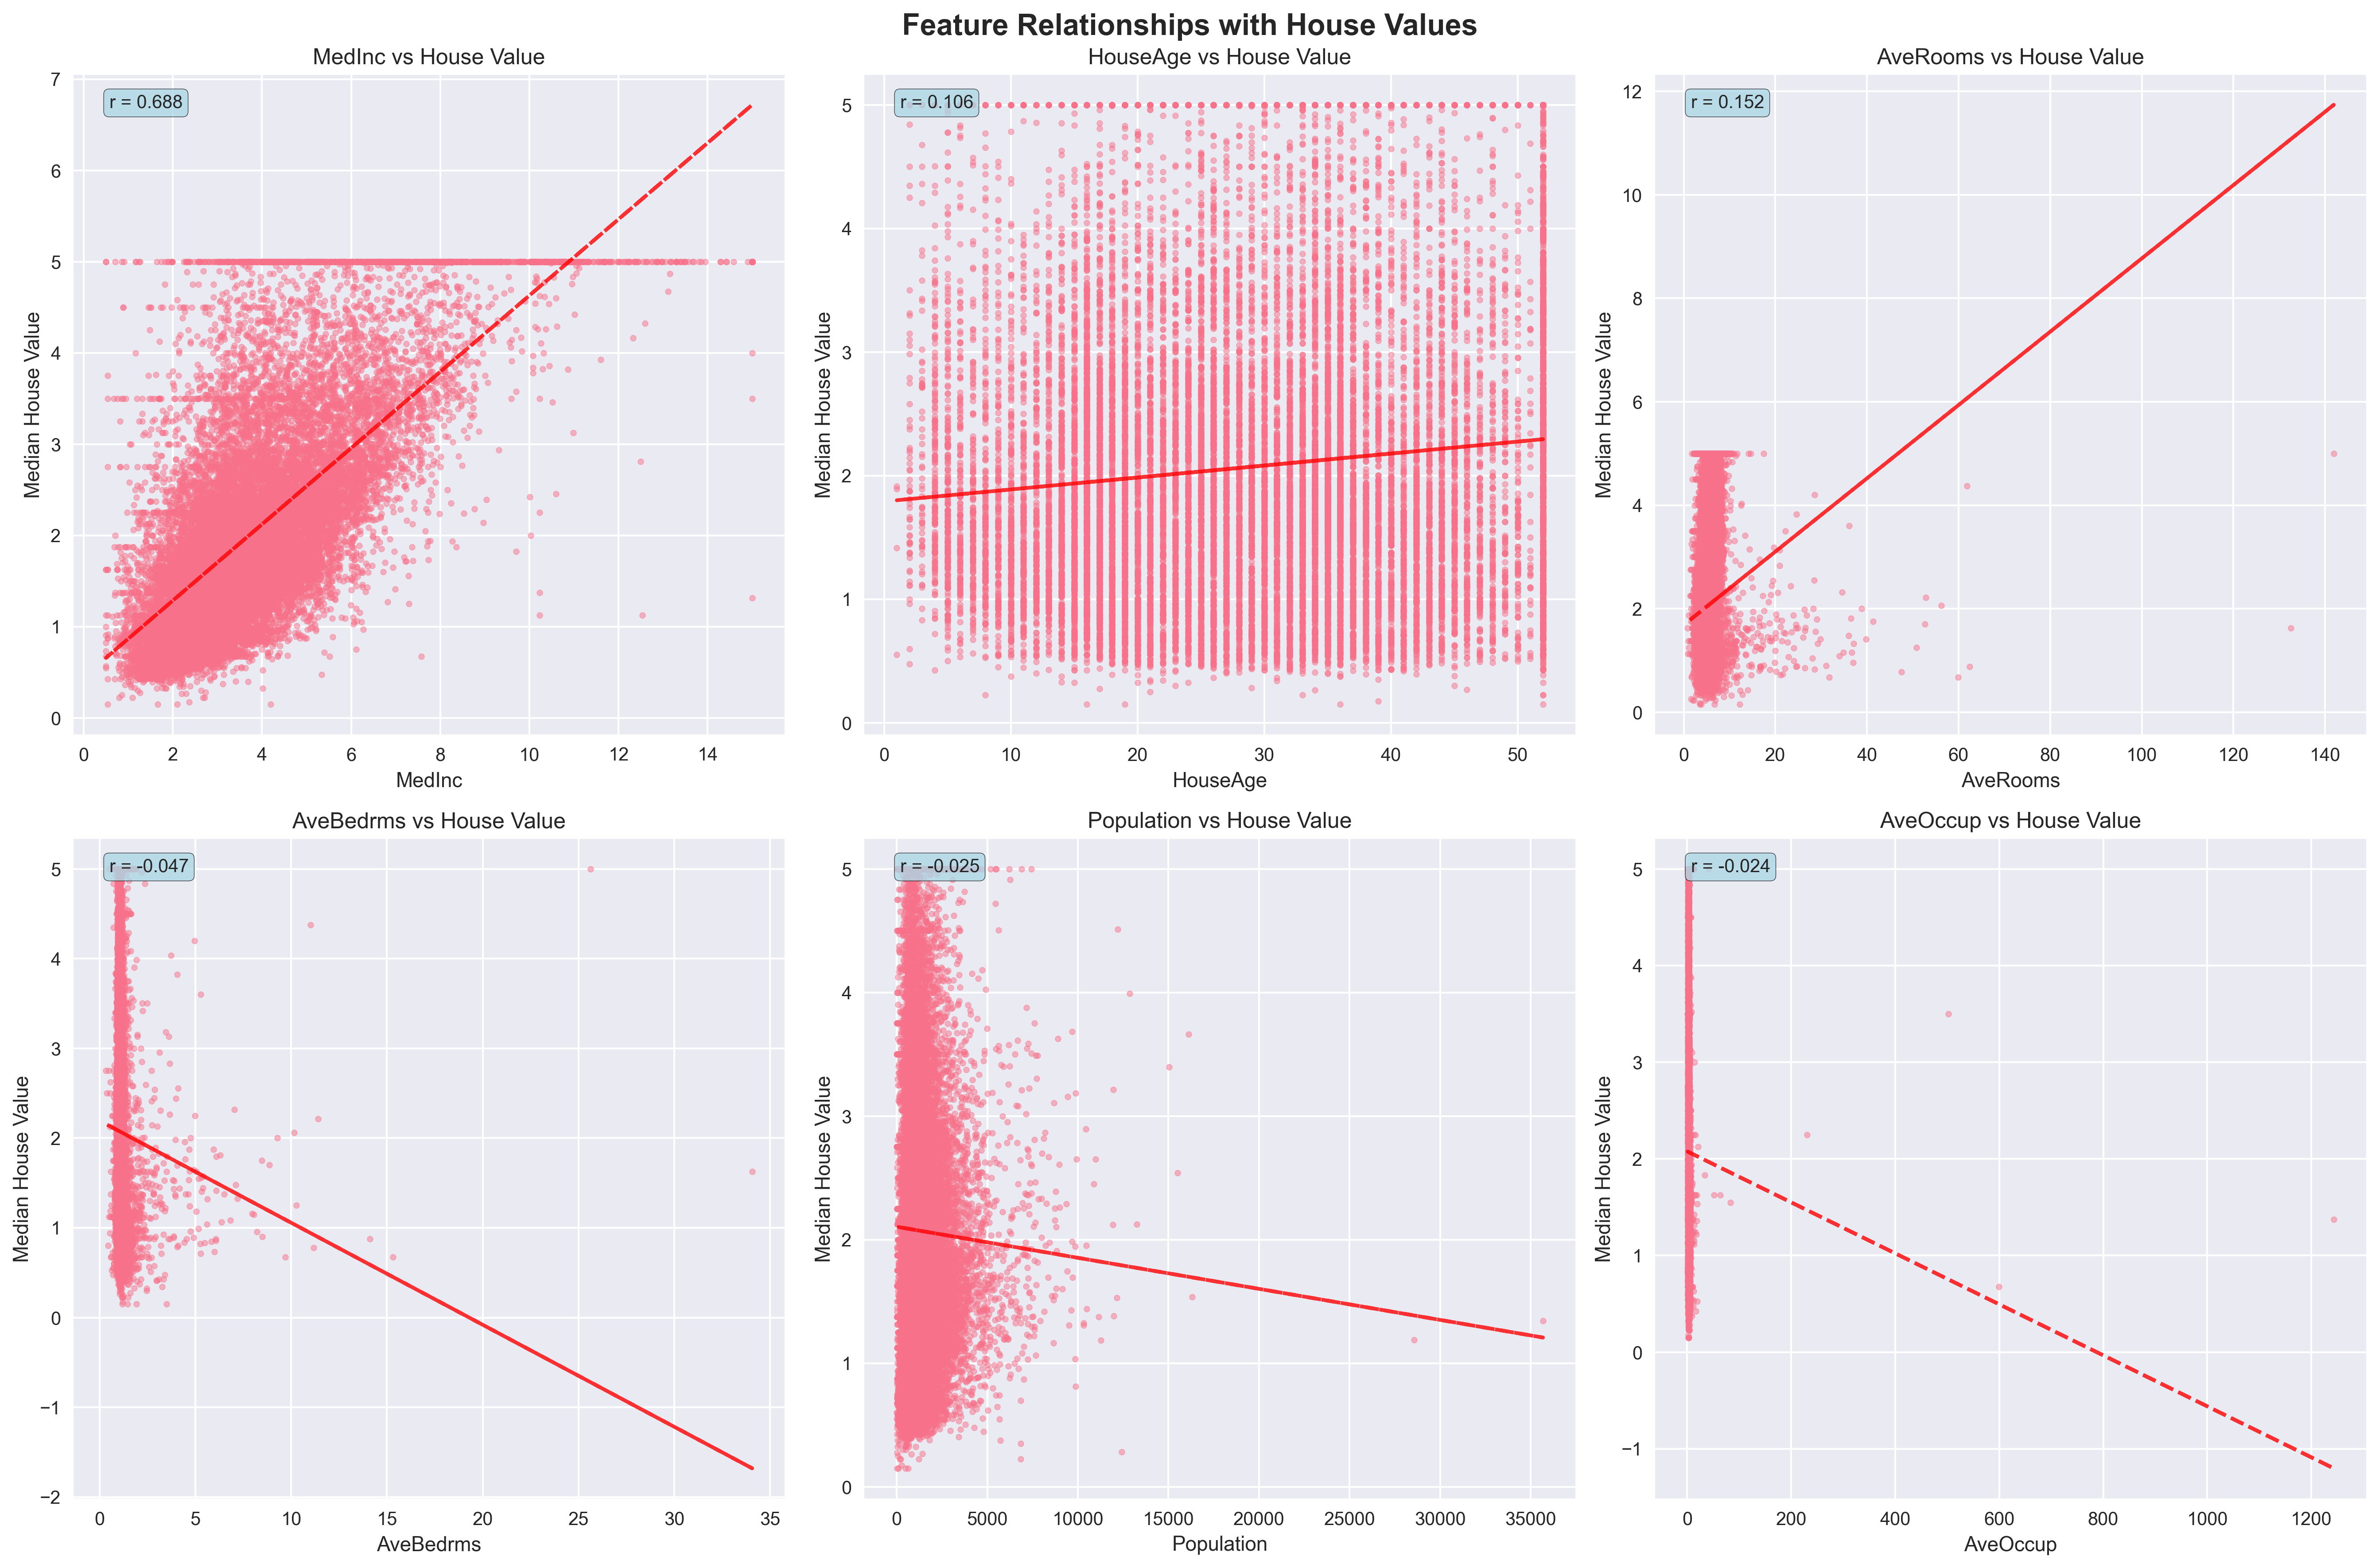 Feature Relationships with House Values
MedInc vs House Value
r = 0.688
7
6
5
4
3
2
1
0
Median House Value
0 2 4 6 8 10 12 14
MedInc
HouseAge vs House Value
r = 0.106
5
4
3
2
1
0
Median House Value
0 10 20 30 40 50
HouseAge
AveRooms vs House Value
r = 0.152
12
10
8
6
4
2
0
Median House Value
0 20 40 60 80 100 120 140
AveRooms
AveBedrms vs House Value
r = -0.047
5
4
3
2
1
0
−1
−2
Median House Value
0 5 10 15 20 25 30 35
AveBedrms
Population vs House Value
r = -0.025
5
4
3
2
1
0
Median House Value
0 5000 10000 15000 20000 25000 30000 35000
Population
AveOccup vs House Value
r = -0.024
5
4
3
2
1
0
−1
Median House Value
0 200 400 600 800 1000 1200
AveOccup